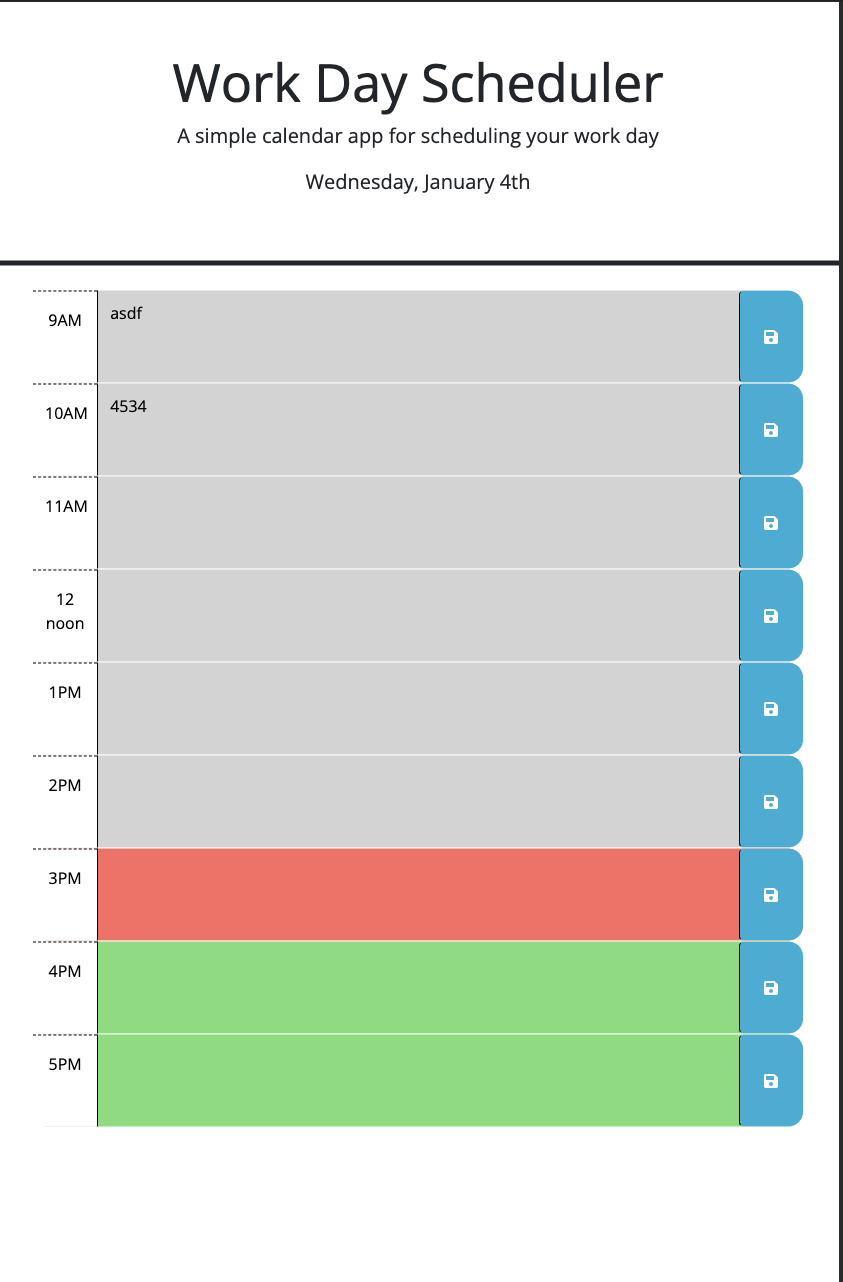 Work Day Scheduler
A simple calendar app for scheduling your work day
Wednesday, January 4th
9AM
asdf
10AM
4534
11AM
12
noon
1PM
2PM
3PM
4PM
5PM